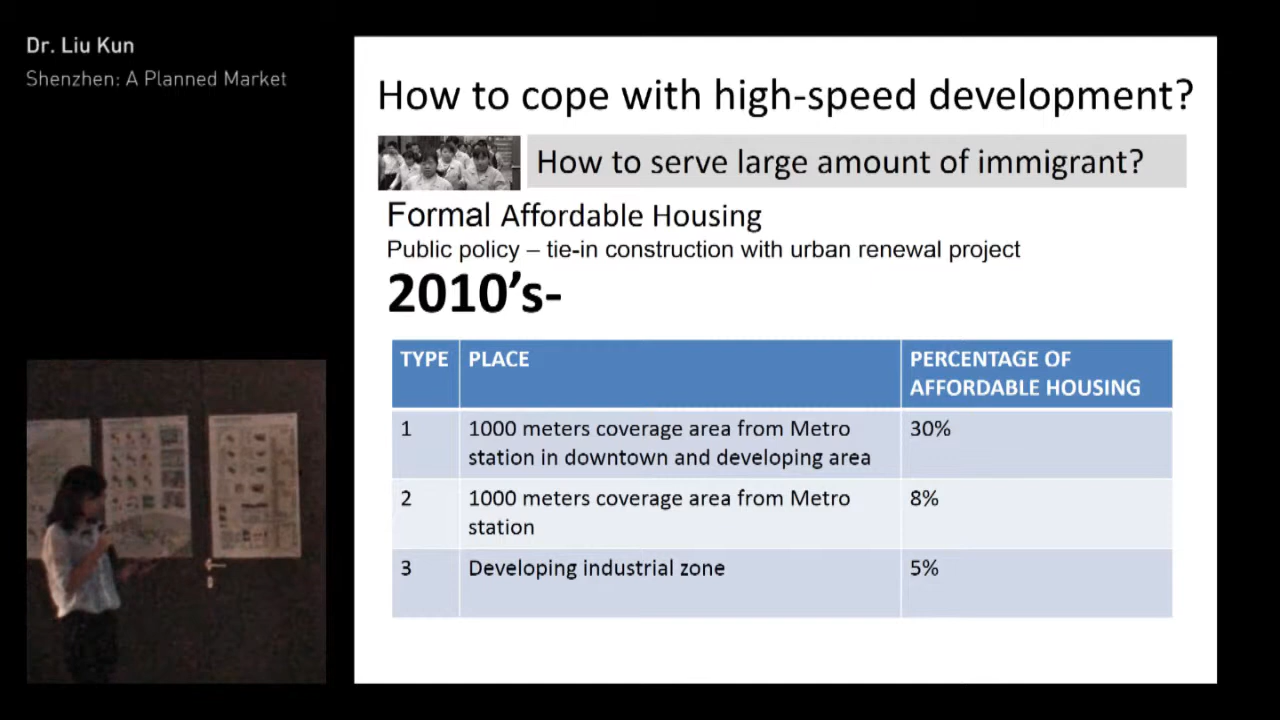 Dr. Liu Kun
Shenzhen: A Planned Market
How to cope with high-speed development?
How to serve large amount of immigrant?
Formal Affordable Housing
Public policy – tie-in construction with urban renewal project
2010’s-
TYPE PLACE PERCENTAGE OF
AFFORDABLE HOUSING
1 1000 meters coverage area from Metro 30%
station in downtown and developing area
2 1000 meters coverage area from Metro 8%
station
3 Developing industrial zone 5%